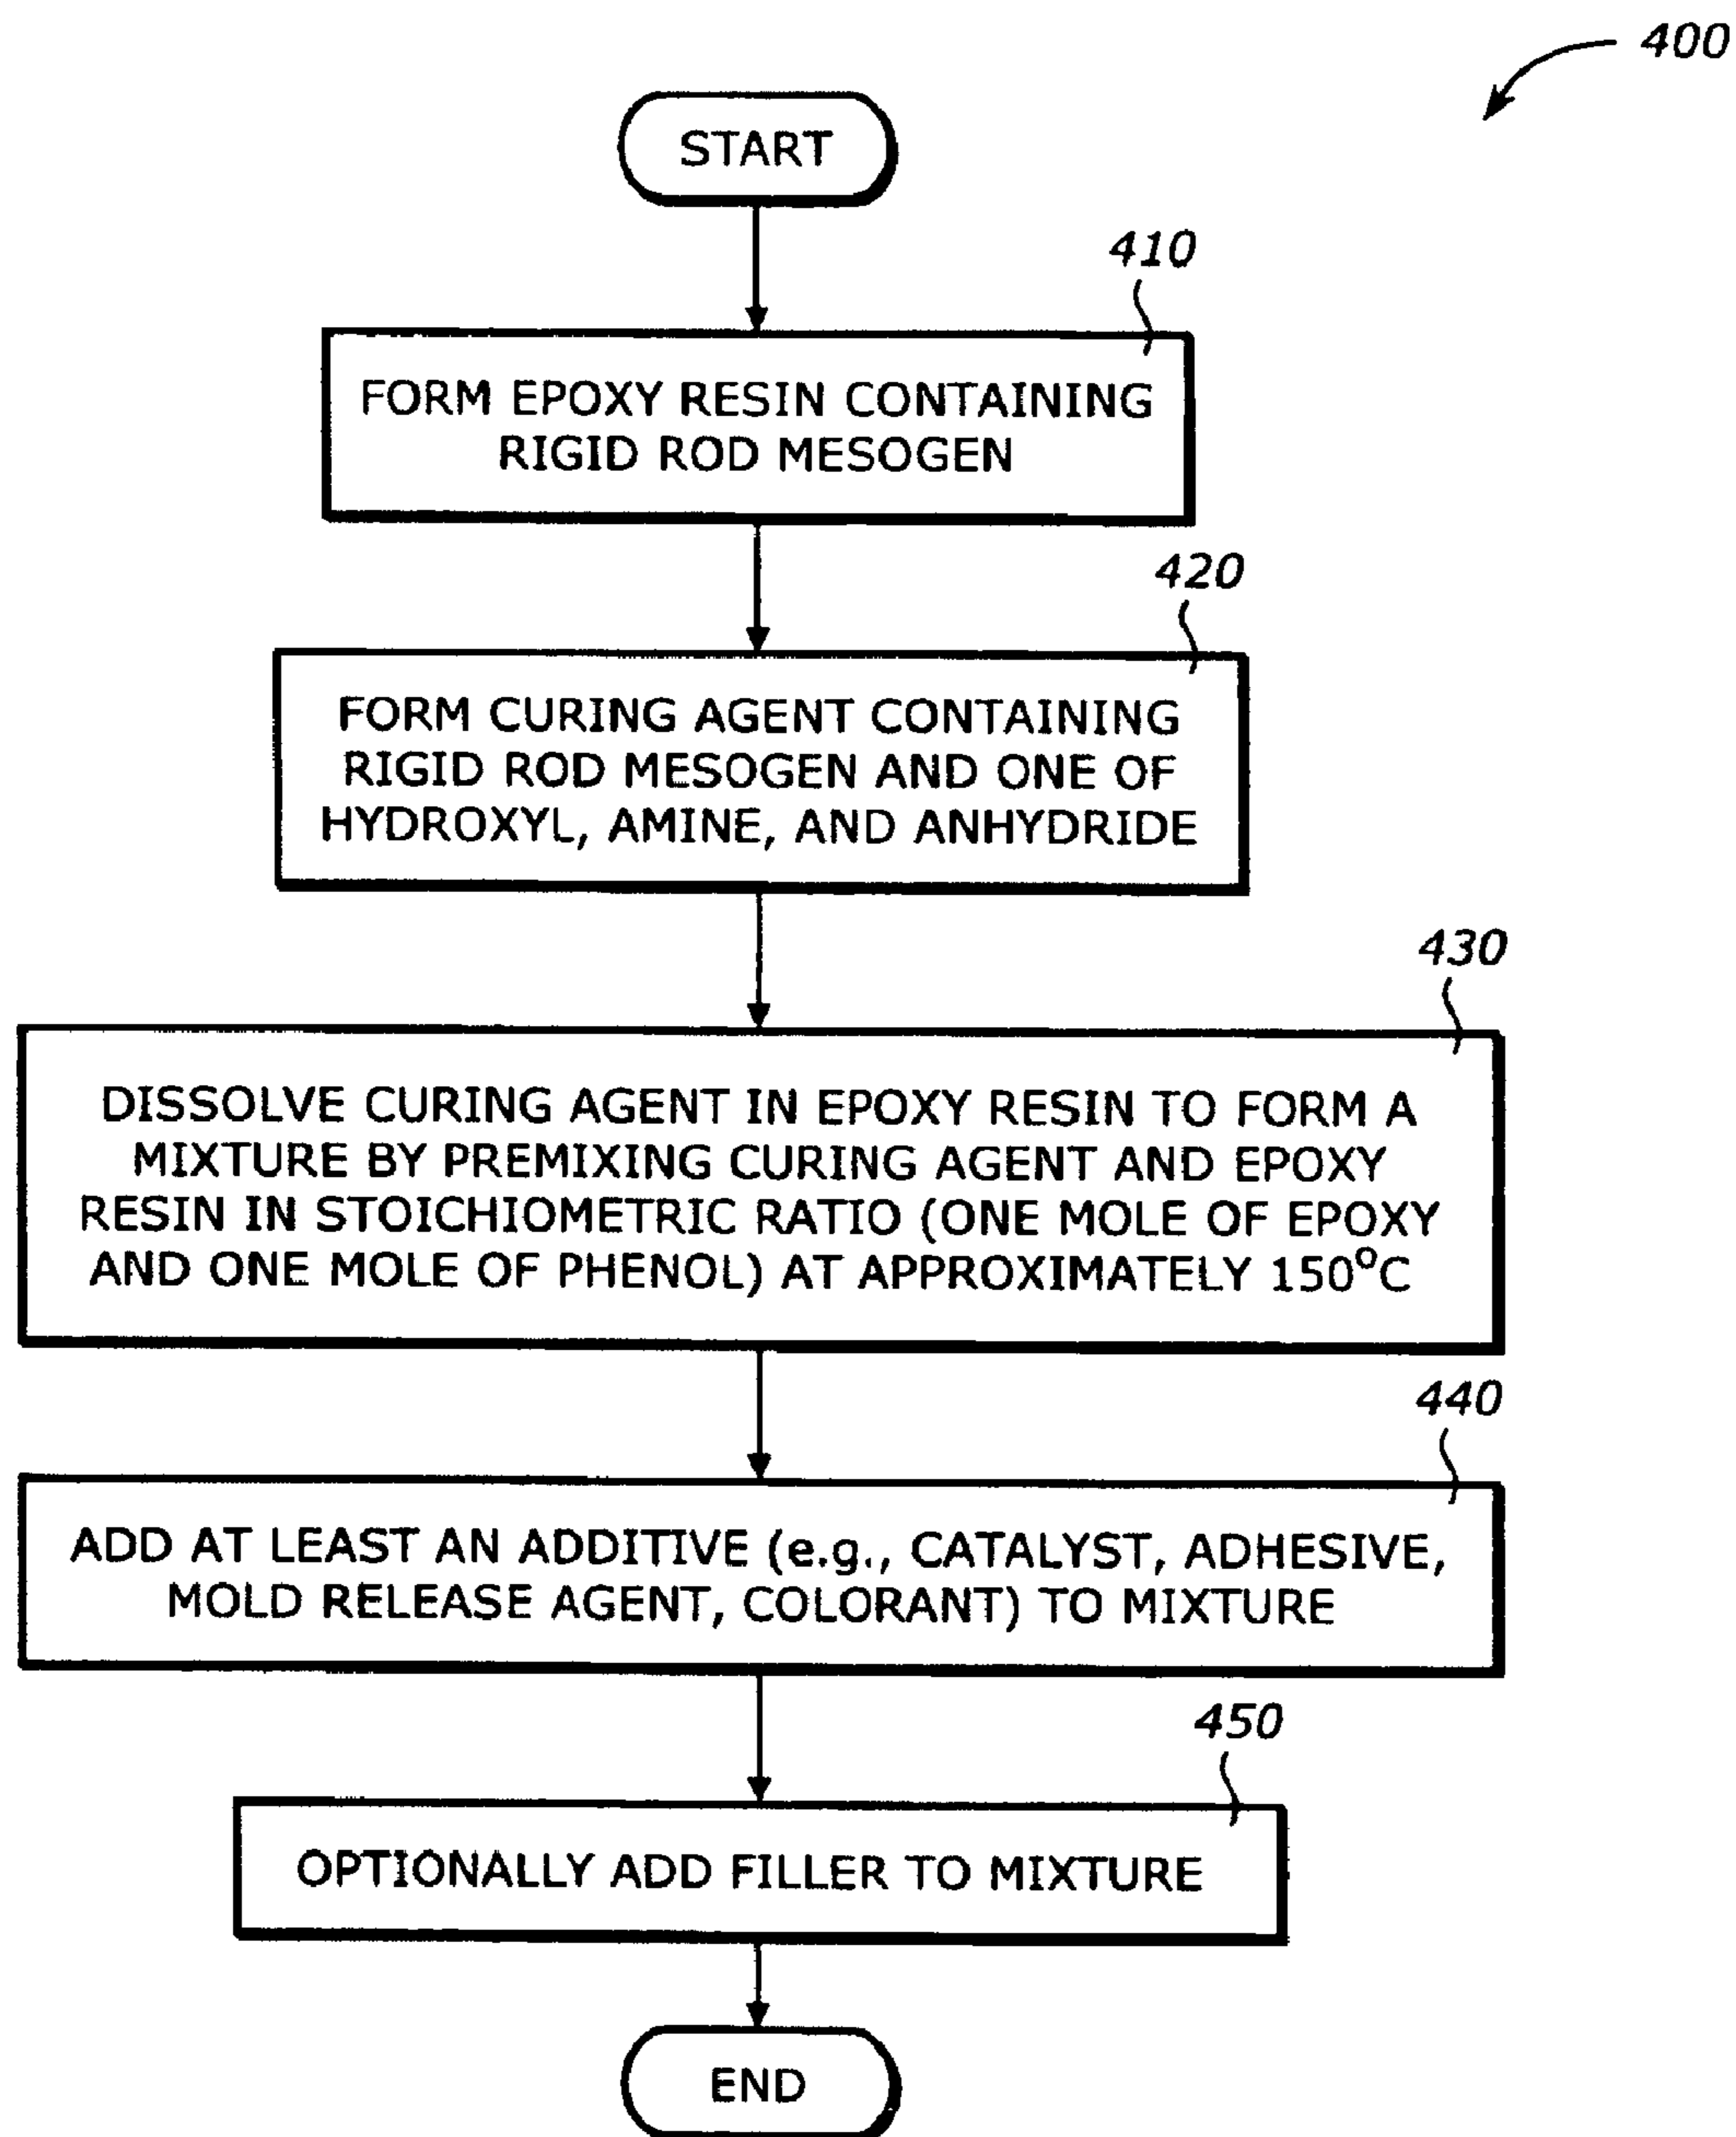 400
START
410
FORM EPOXY RESIN CONTAINING
RIGID ROD MESOGEN
420
FORM CURING AGENT CONTAINING
RIGID ROD MESOGEN AND ONE OF
HYDROXYL, AMINE, AND ANHYDRIDE
430
DISSOLVE CURING AGENT IN EPOXY RESIN TO FORM A
MIXTURE BY PREMIXING CURING AGENT AND EPOXY
RESIN IN STOICHIOMETRIC RATIO (ONE MOLE OF EPOXY
AND ONE MOLE OF PHENOL) AT APPROXIMATELY 150°C
440
ADD AT LEAST AN ADDITIVE (e.g., CATALYST, ADHESIVE,
MOLD RELEASE AGENT, COLORANT) TO MIXTURE
450
OPTIONALLY ADD FILLER TO MIXTURE
END